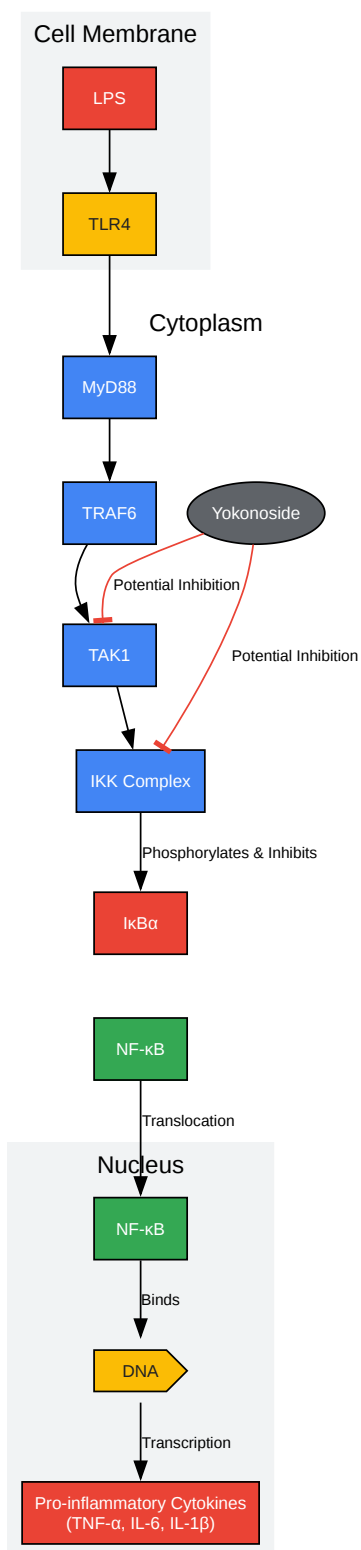 Cell Membrane
LPS
TLR4
Cytoplasm
MyD88
TRAF6
Yokonoside
Potential Inhibition
TAK1
Potential Inhibition
IKK Complex
Phosphorylates & Inhibits
IκBα
NF-κB
Translocation
Nucleus
NF-κB
Binds
DNA
Transcription
Pro-inflammatory Cytokines
(TNF-α, IL-6, IL-1β)